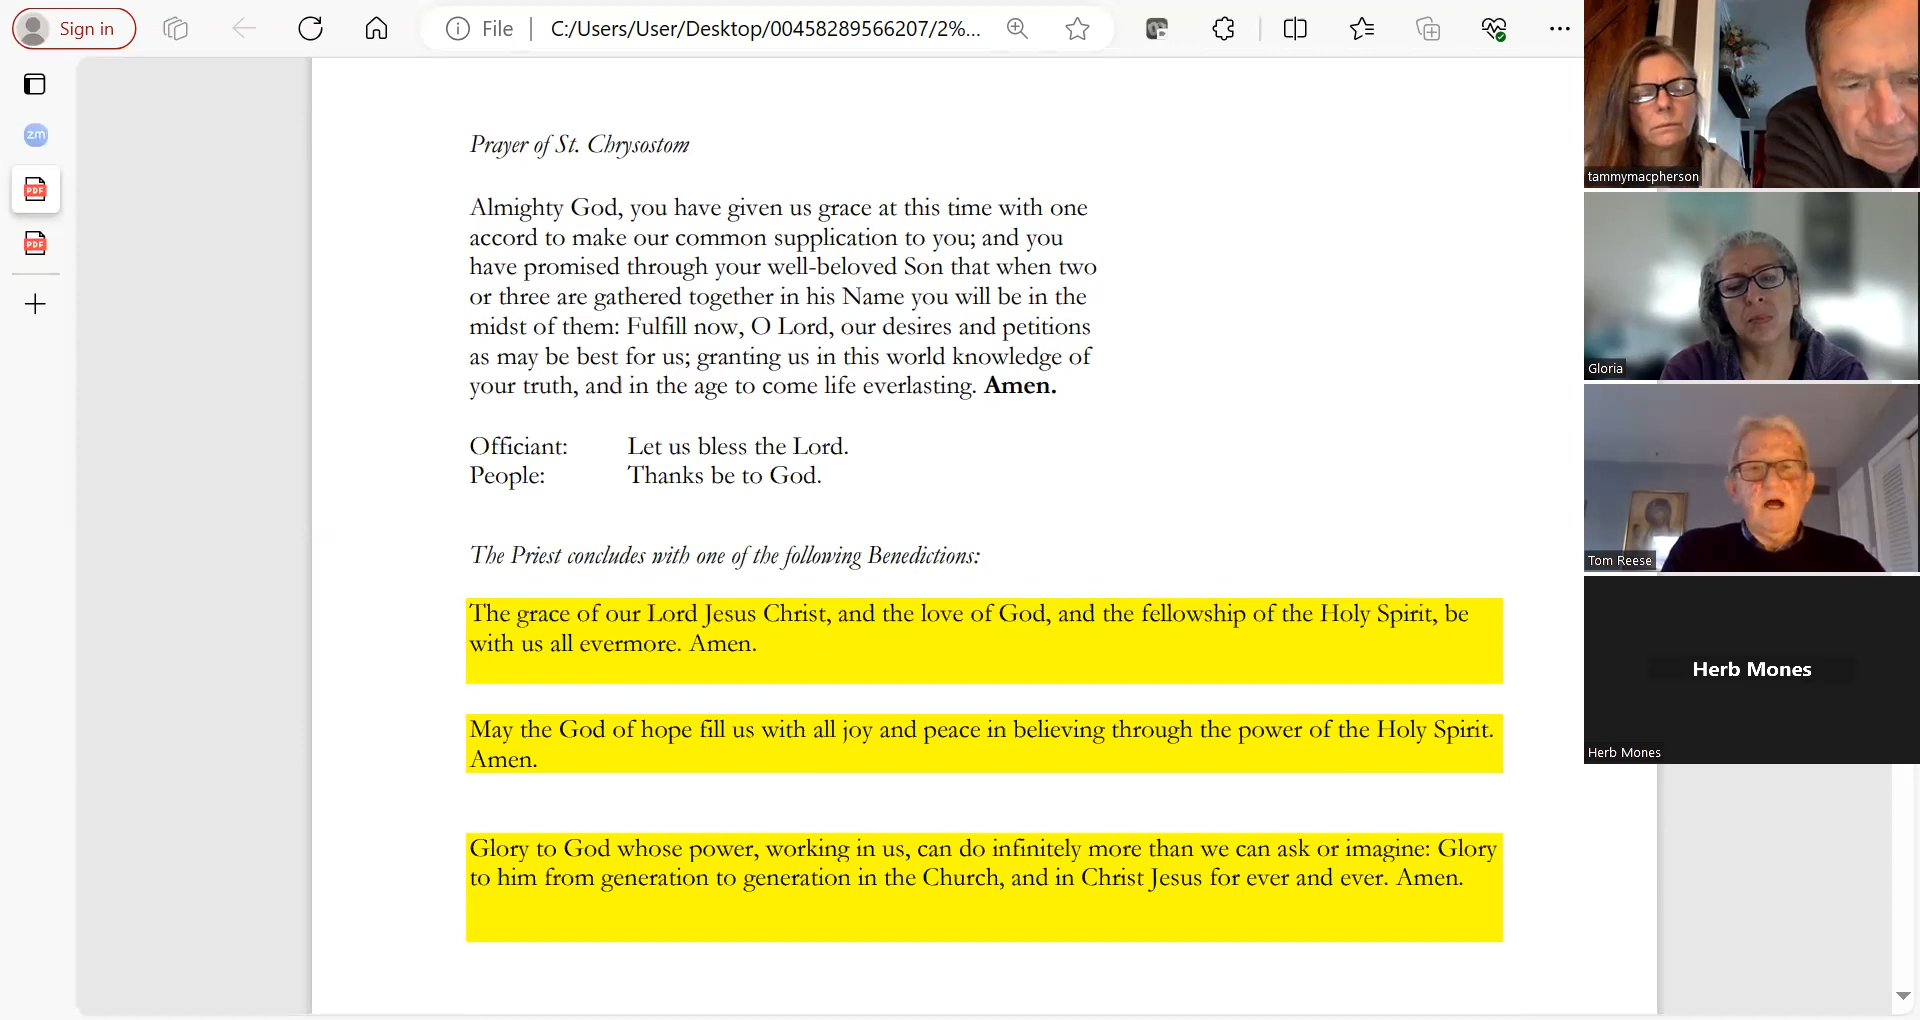 Sign in
File
C:/Users/User/Desktop/00458289566207/2%...
zm
PDF
PDF
Prayer of St. Chrysostom
Almighty God, you have given us grace at this time with one
accord to make our common supplication to you; and you
have promised through your well-beloved Son that when two
or three are gathered together in his Name you will be in the
midst of them: Fulfill now, O Lord, our desires and petitions
as may be best for us; granting us in this world knowledge of
your truth, and in the age to come life everlasting. Amen.
Officiant: Let us bless the Lord.
People: Thanks be to God.
The Priest concludes with one of the following Benedictions:
The grace of our Lord Jesus Christ, and the love of God, and the fellowship of the Holy Spirit, be
with us all evermore. Amen.
May the God of hope fill us with all joy and peace in believing through the power of the Holy Spirit.
Amen.
Glory to God whose power, working in us, can do infinitely more than we can ask or imagine: Glory
to him from generation to generation in the Church, and in Christ Jesus for ever and ever. Amen.
tammymacpherson
Gloria
Tom Reese
Herb Mones
Herb Mones